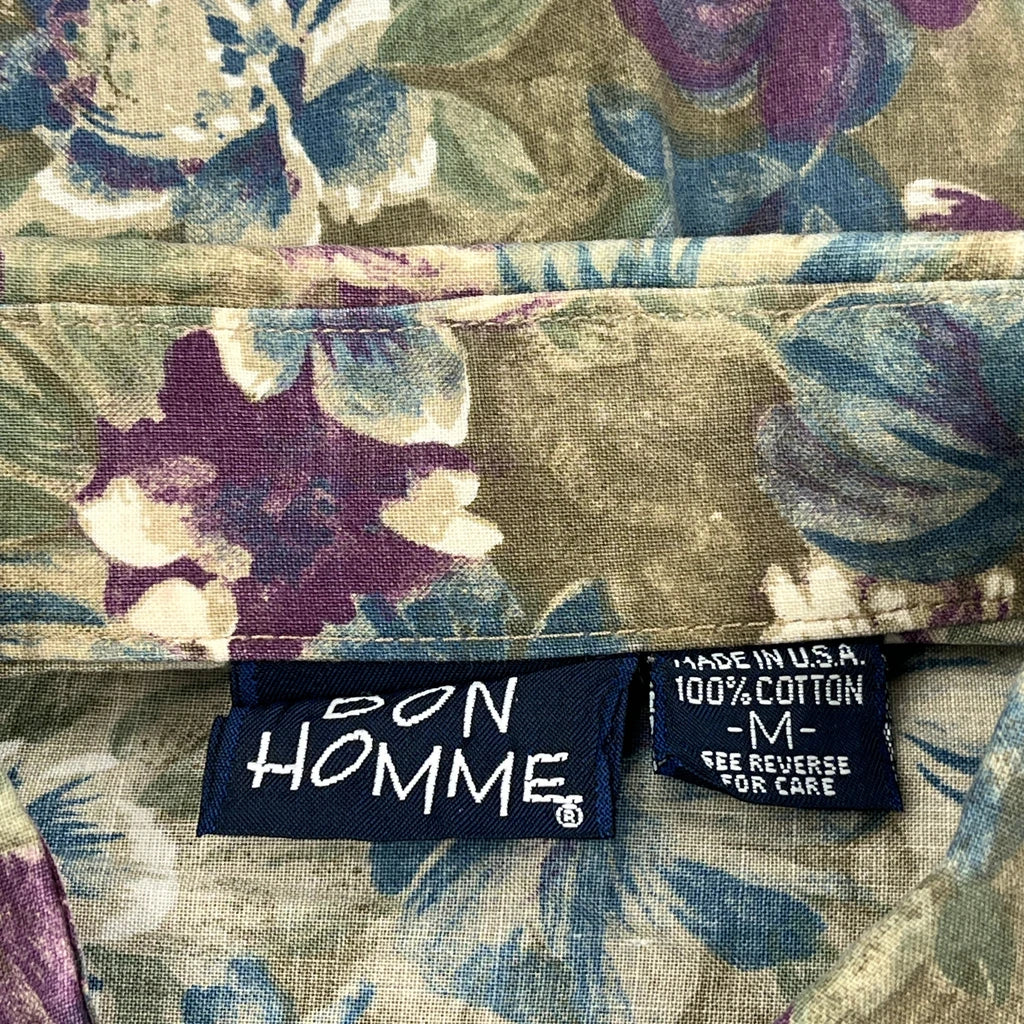 BON
HOMME®
MADE IN U.S.A.
100% COTTON
-M-
SEE REVERSE
FOR CARE